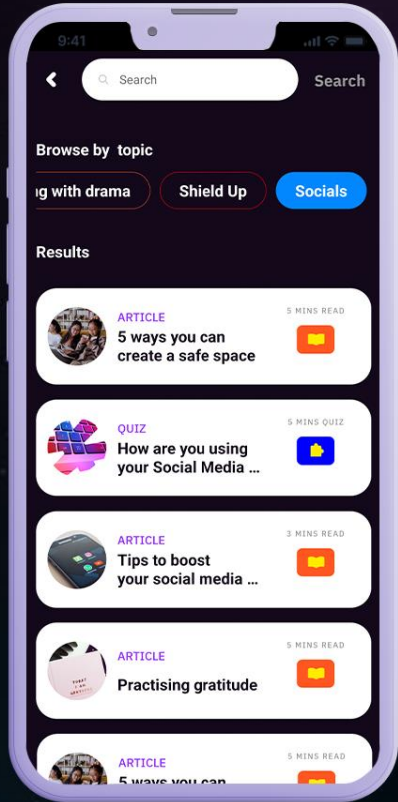 9:41
Search
Search
Browse by topic
ng with drama
Shield Up
Socials
Results
ARTICLE
5 MINS READ
5 ways you can
create a safe space
QUIZ
5 MINS QUIZ
How are you using
your Social Media ...
ARTICLE
3 MINS READ
Tips to boost
your social media ...
ARTICLE
5 MINS READ
Practising gratitude
ARTICLE
5 MINS READ
5 ways you can